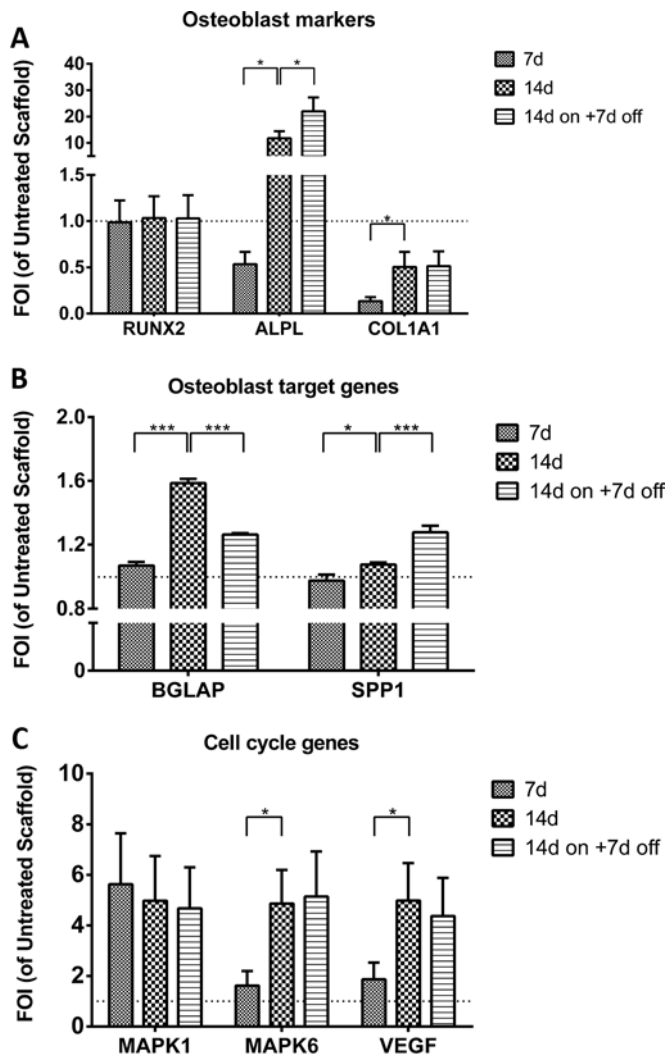 A
Osteoblast markers
FOI (of Untreated Scaffold)
40
30
20
10
1.5
1.0
0.5
0.0
* *
*
RUNX2 ALPL COL1A1
7d
14d
14d on +7d off
B
Osteoblast target genes
FOI (of Untreated Scaffold)
2.0
1.6
1.2
0.8
0
*** *** * ***
BGLAP SPP1
7d
14d
14d on +7d off
C
Cell cycle genes
FOI (of Untreated Scaffold)
10
8
6
4
2
0
* *
MAPK1 MAPK6 VEGF
7d
14d
14d on +7d off